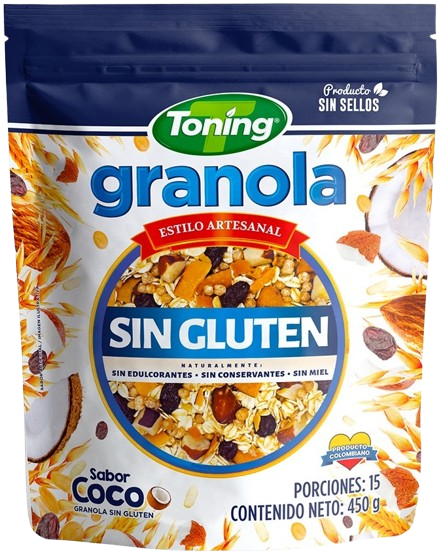 Producto
SIN SELLOS
Toning®
granola
ESTILO ARTESANAL
SIN GLUTEN
NATURALMENTE:
SIN EDULCORANTES • SIN CONSERVANTES • SIN MIEL
Sabor
Coco
GRANOLA SIN GLUTEN
PRODUCTO
COLOMBIANO
PORCIONES: 15
CONTENIDO NETO: 450 g